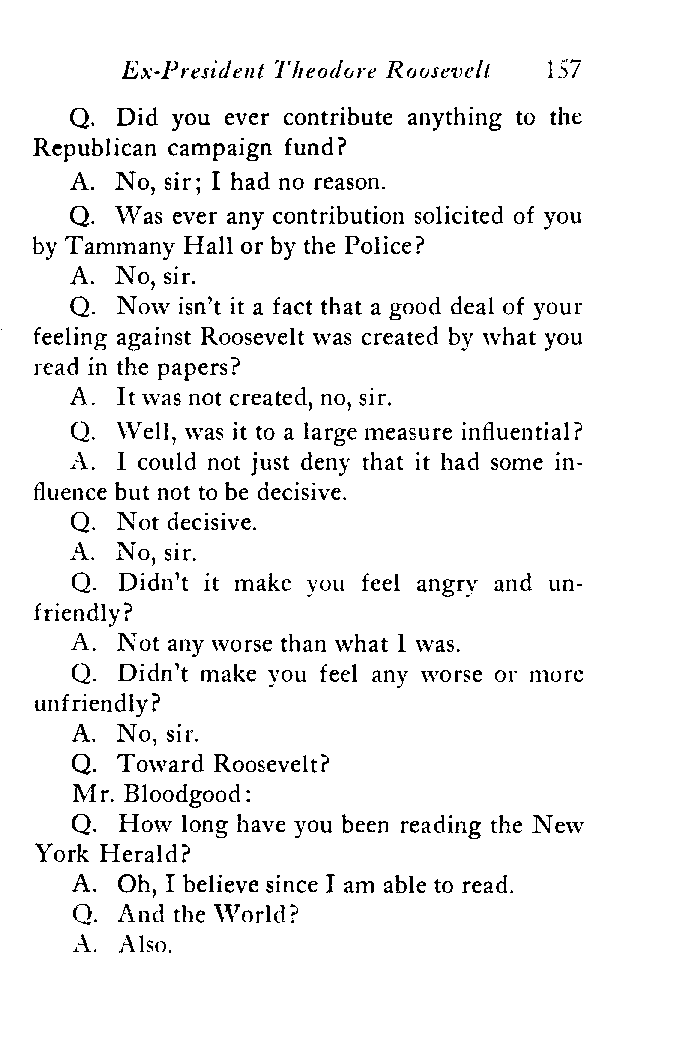 Ex-President Theodore Roosevelt 157
Q. Did you ever contribute anything to the
Republican campaign fund?
A. No, sir; I had no reason.
Q. Was ever any contribution solicited of you
by Tammany Hall or by the Police?
A. No, sir.
Q. Now isn't it a fact that a good deal of your
feeling against Roosevelt was created by what you
read in the papers?
A. It was not created, no, sir.
Q. Well, was it to a large measure influential?
A. I could not just deny that it had some in-
fluence but not to be decisive.
Q. Not decisive.
A. No, sir.
Q. Didn't it make you feel angry and un-
friendly?
A. Not any worse than what I was.
Q. Didn't make you feel any worse or more
unfriendly?
A. No, sir.
Q. Toward Roosevelt?
Mr. Bloodgood:
Q. How long have you been reading the New
York Herald?
A. Oh, I believe since I am able to read.
Q. And the World?
A. Also.